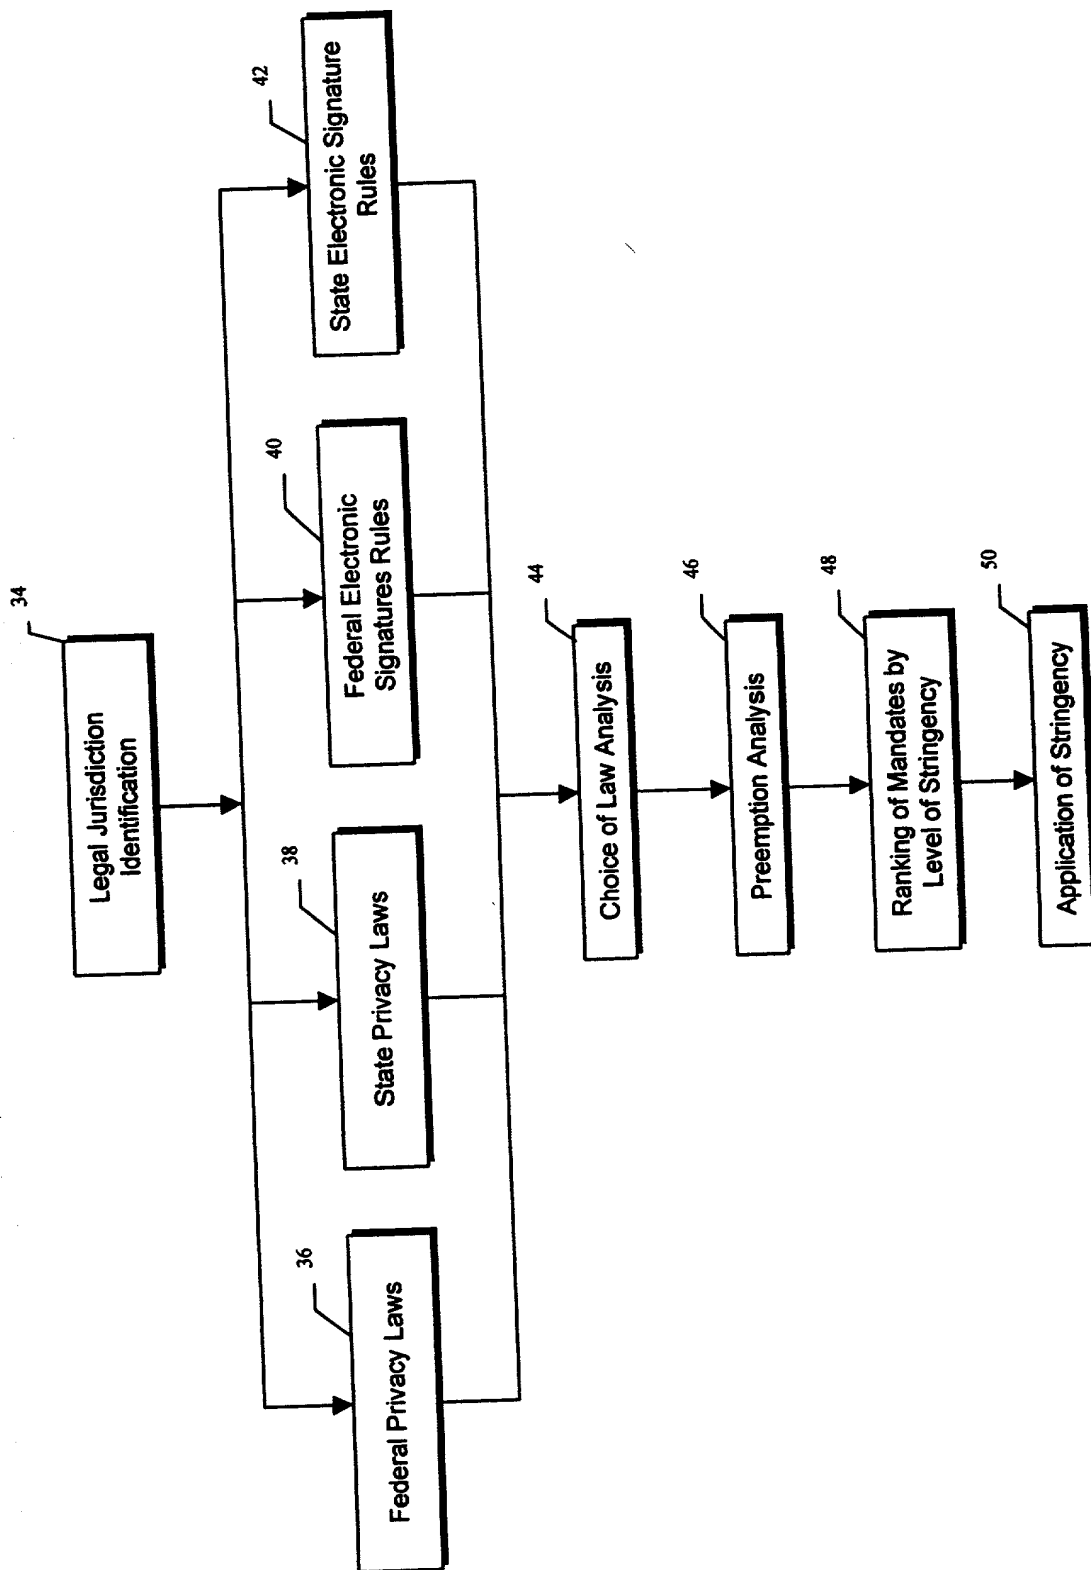 34
Legal Jurisdiction
Identification
36
Federal Privacy Laws
38
State Privacy Laws
40
Federal Electronic
Signatures Rules
42
State Electronic Signature
Rules
44
Choice of Law Analysis
46
Preemption Analysis
48
Ranking of Mandates by
Level of Stringency
50
Application of Stringency